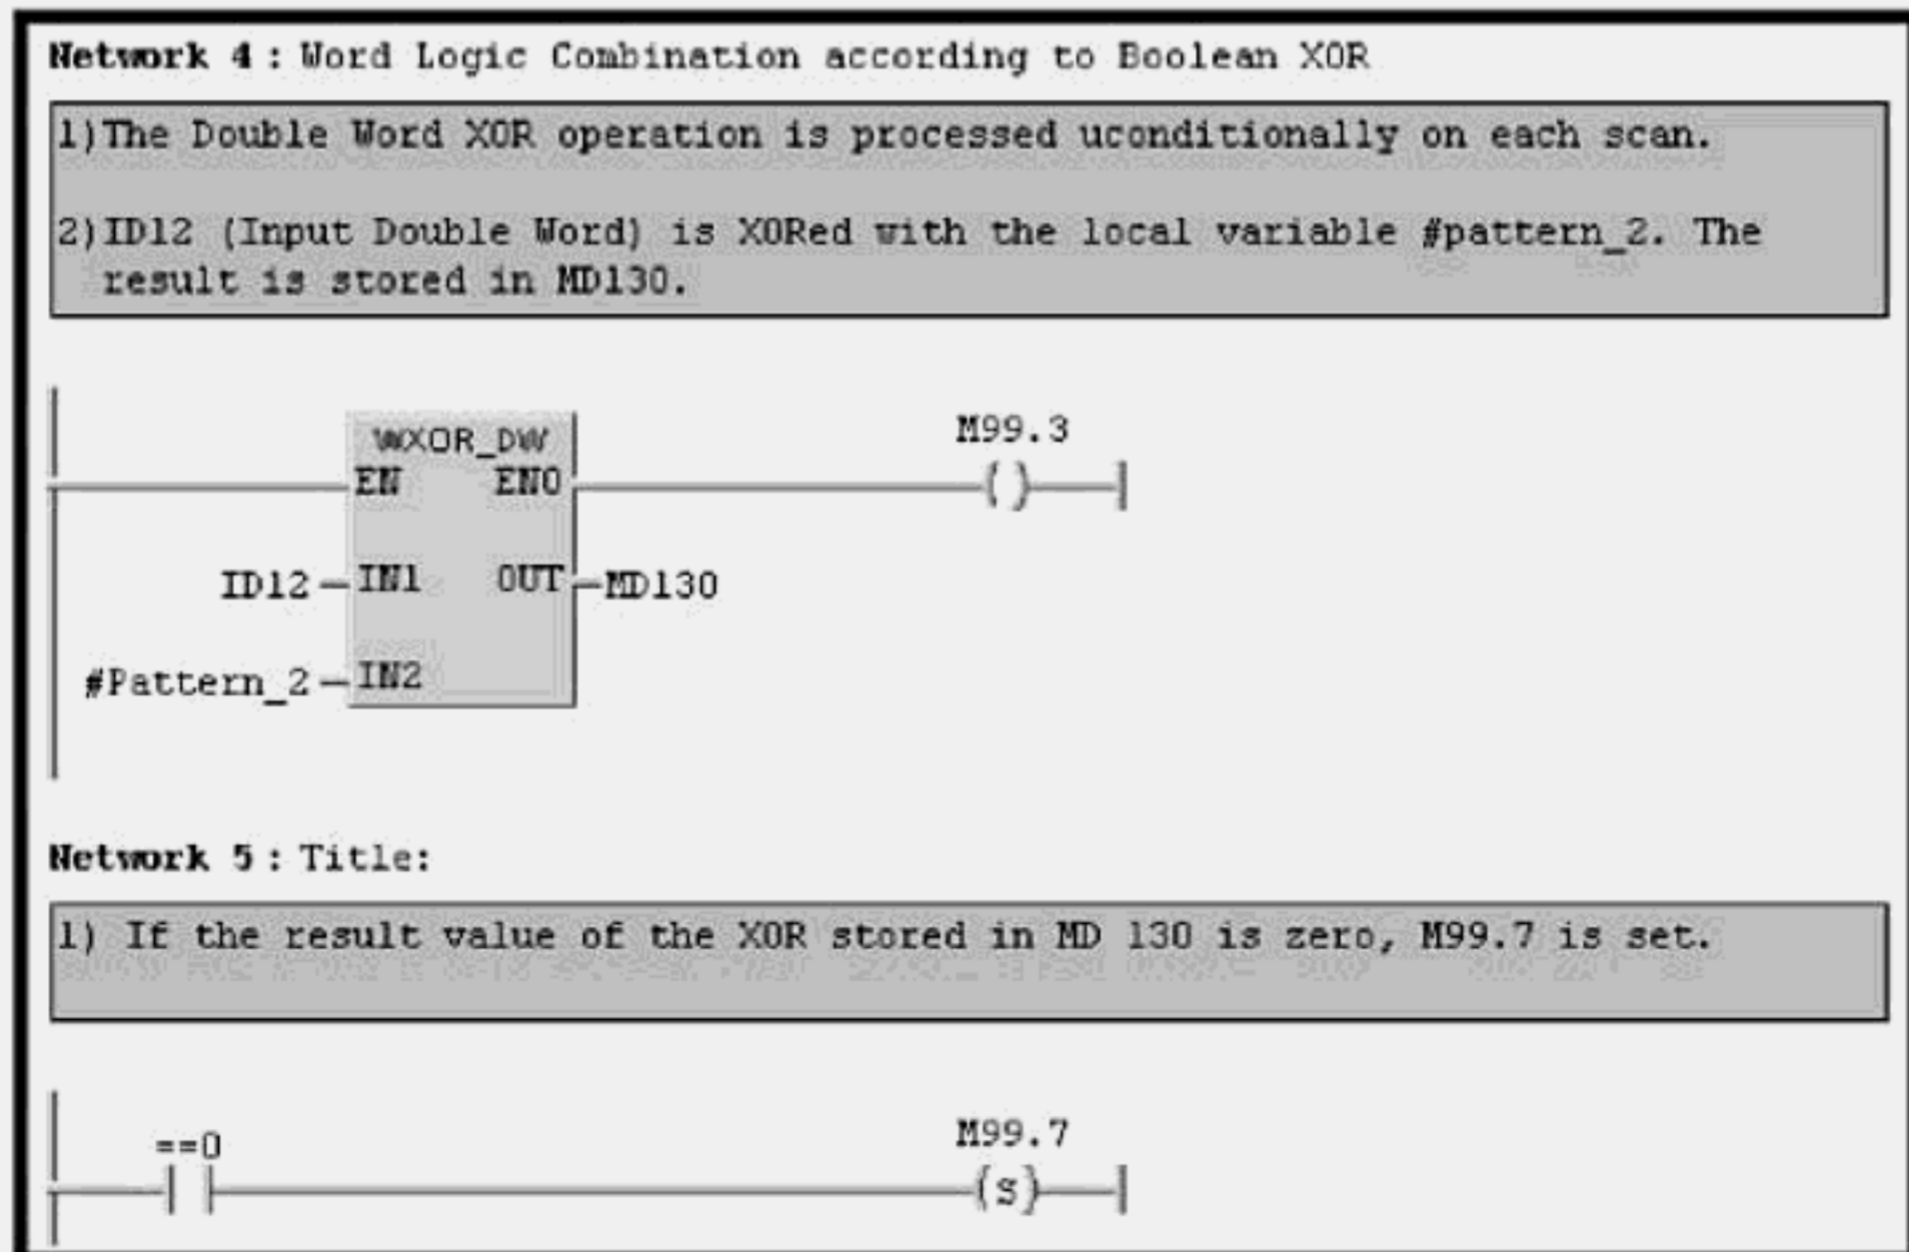 Network 4 : Word Logic Combination according to Boolean XOR
1)The Double Word XOR operation is processed uconditionally on each scan.
2)ID12 (Input Double Word) is XORed with the local variable #pattern_2. The
result is stored in MD130.
WXOR_DW
M99.3
EN ENO
( )
ID12 IN1 OUT MD130
#Pattern_2 IN2
Network 5 : Title:
1) If the result value of the XOR stored in MD 130 is zero, M99.7 is set.
==0
M99.7
(S)